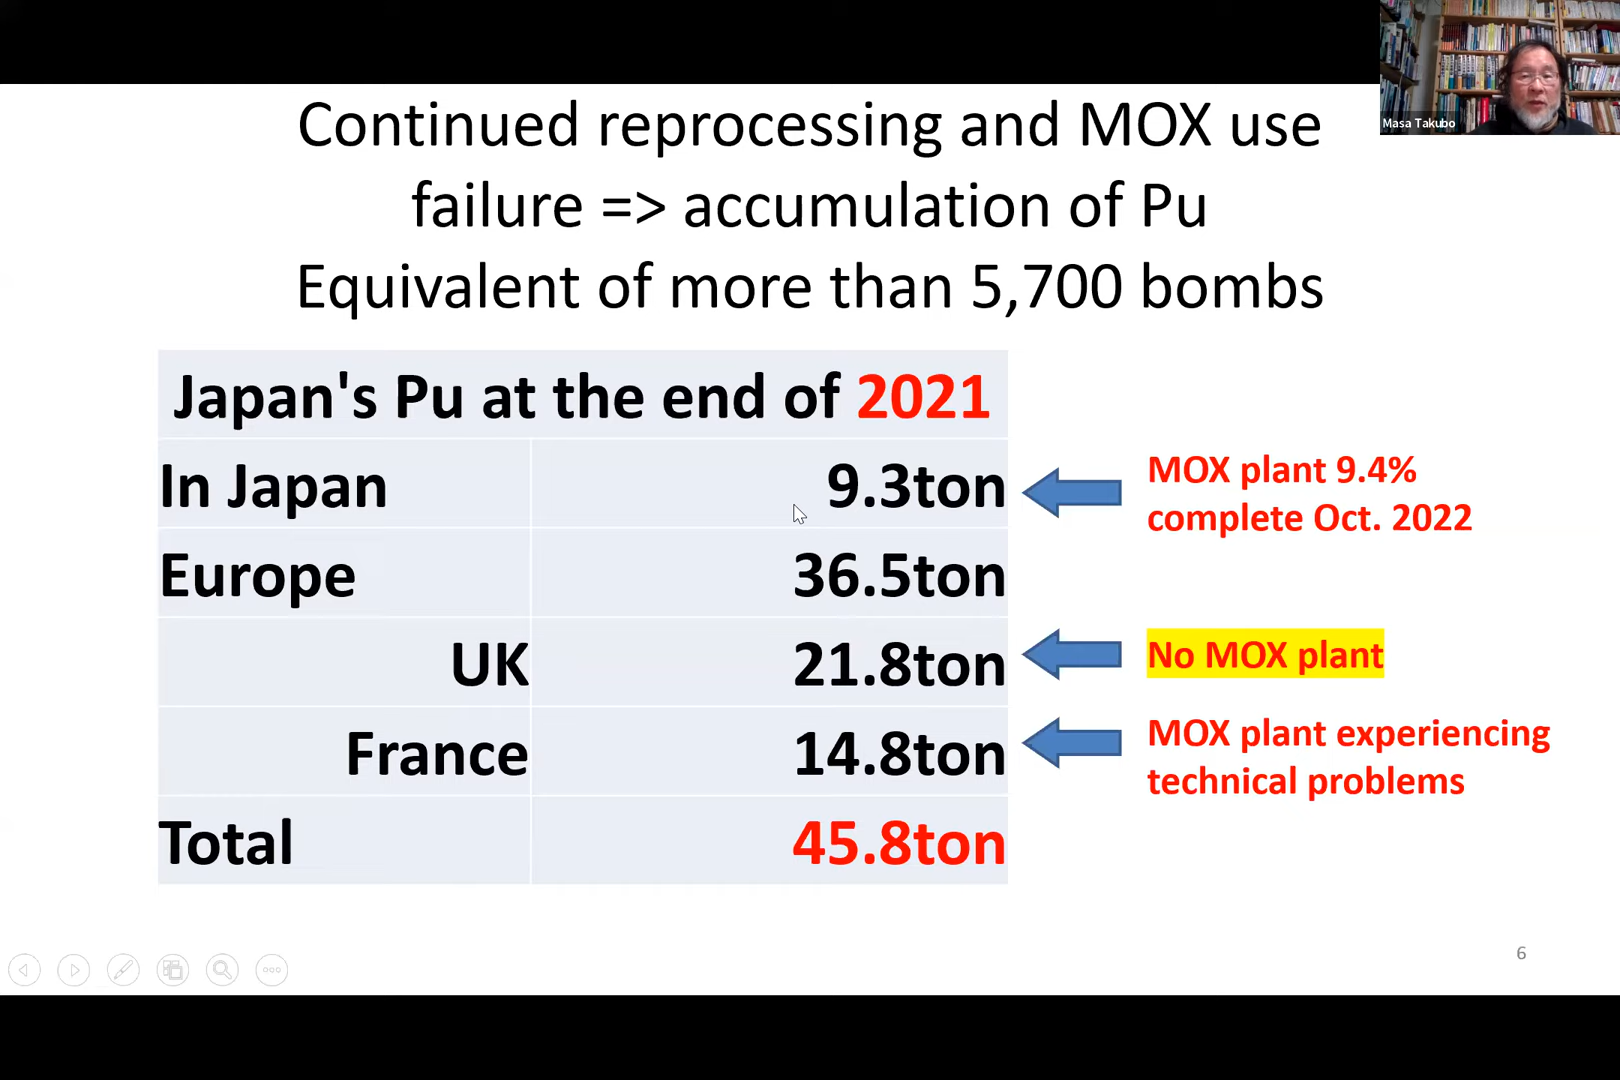 Masa Takubo
Continued reprocessing and MOX use
failure => accumulation of Pu
Equivalent of more than 5,700 bombs
Japan's Pu at the end of 2021
In Japan 9.3ton
MOX plant 9.4%
complete Oct. 2022
Europe 36.5ton
UK 21.8ton
No MOX plant
France 14.8ton
MOX plant experiencing
technical problems
Total 45.8ton
6